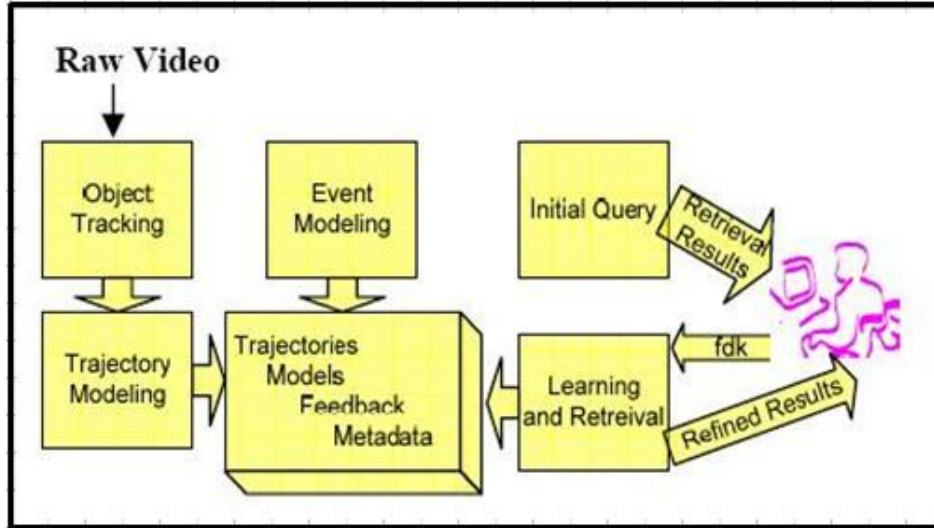 Raw Video
Object
Tracking
Event
Modeling
Initial Query
Retrieval
Results
Trajectory
Modeling
Trajectories
Models
Feedback
Metadata
Learning
and Retreival
fdk
Refined Results